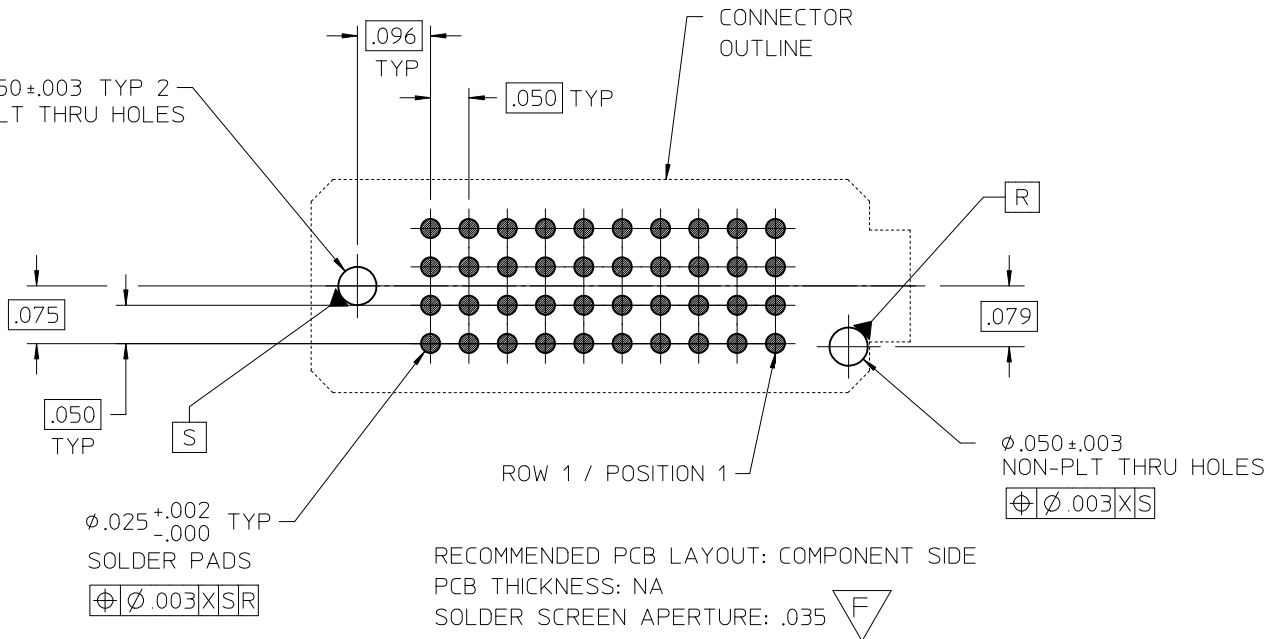 .096
TYP
CONNECTOR
OUTLINE
50±.003 TYP 2
LT THRU HOLES
.050 TYP
R
.075
.079
.050
TYP
S
ROW 1 / POSITION 1
⌀.050±.003
NON-PLT THRU HOLES
⌖ ⌀.003 X S
⌀.025 +.002 -.000 TYP
SOLDER PADS
⌖ ⌀.003 X S R
RECOMMENDED PCB LAYOUT: COMPONENT SIDE
PCB THICKNESS: NA
SOLDER SCREEN APERTURE: .035
F